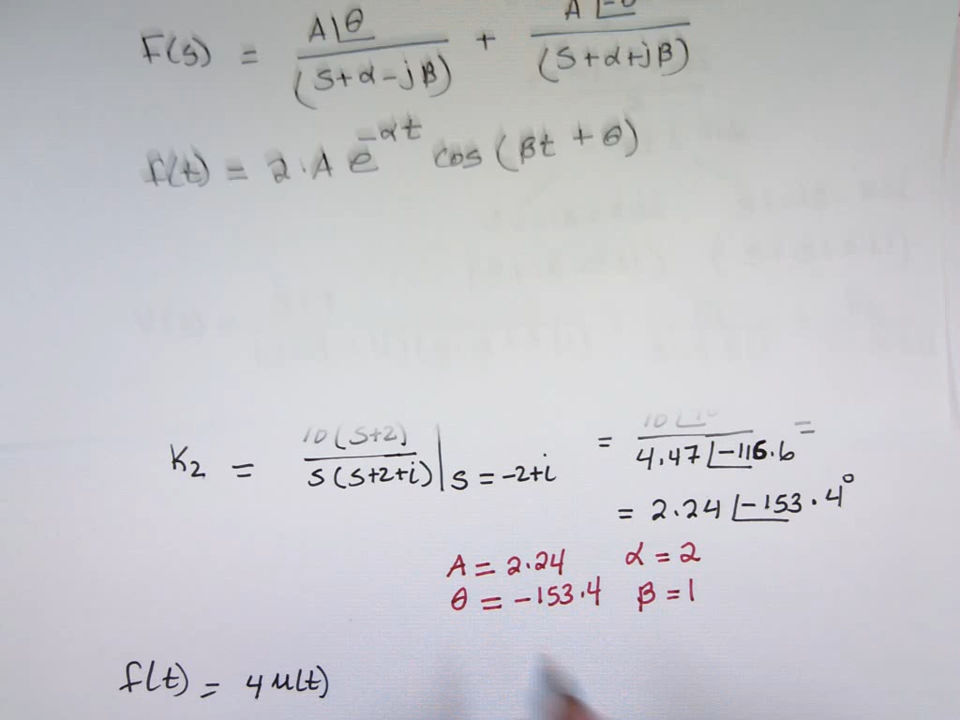 F(s) = A∠θ / (s+α-jβ) + A∠-θ / (s+α+jβ)
f(t) = 2·A e^-αt cos(βt + θ)
K2 = 10(s+2) / s(s+2+i) | s = -2+i = / 4.47∠-116.6 =
= 2.24∠-153.4°
A = 2.24 α = 2
θ = -153.4 β = 1
f(t) = 4u(t)